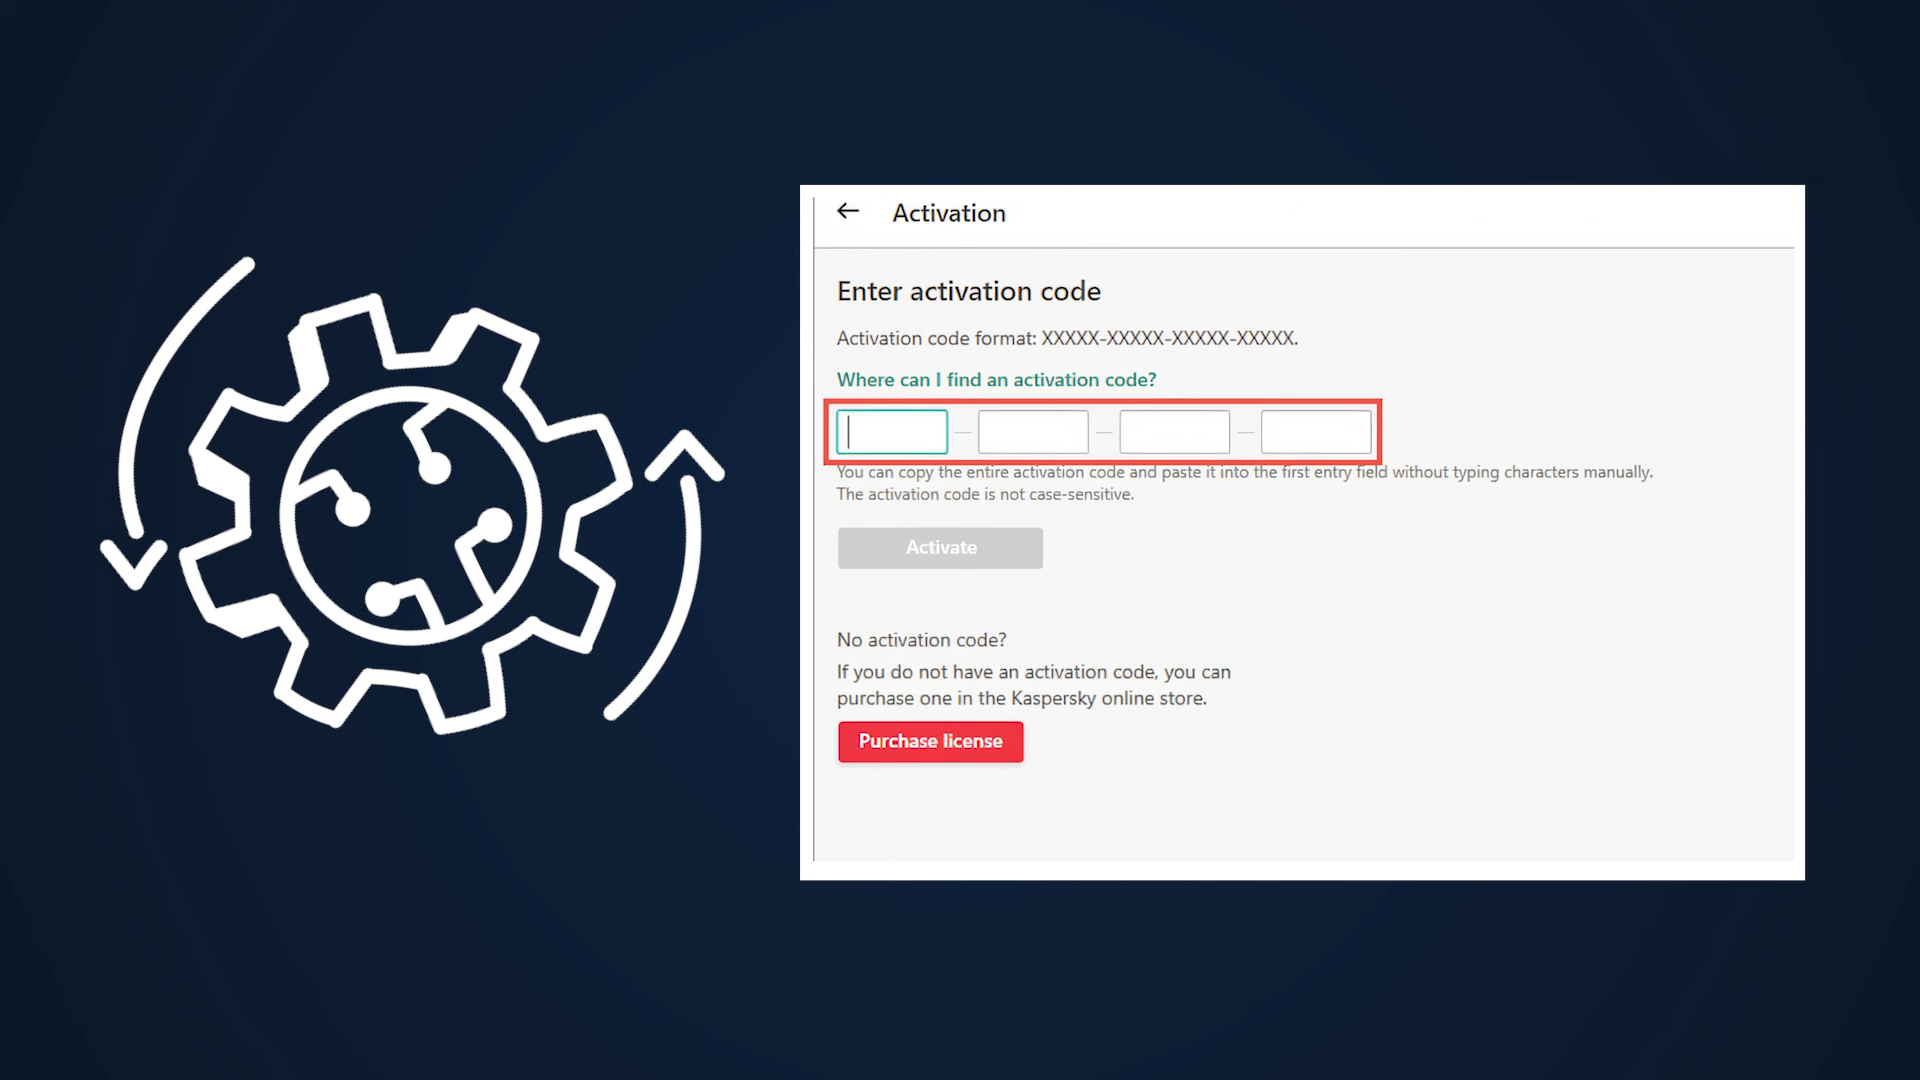 Activation
Enter activation code
Activation code format: XXXXX-XXXXX-XXXXX-XXXXX.
Where can I find an activation code?
You can copy the entire activation code and paste it into the first entry field without typing characters manually.
The activation code is not case-sensitive.
Activate
No activation code?
If you do not have an activation code, you can
purchase one in the Kaspersky online store.
Purchase license